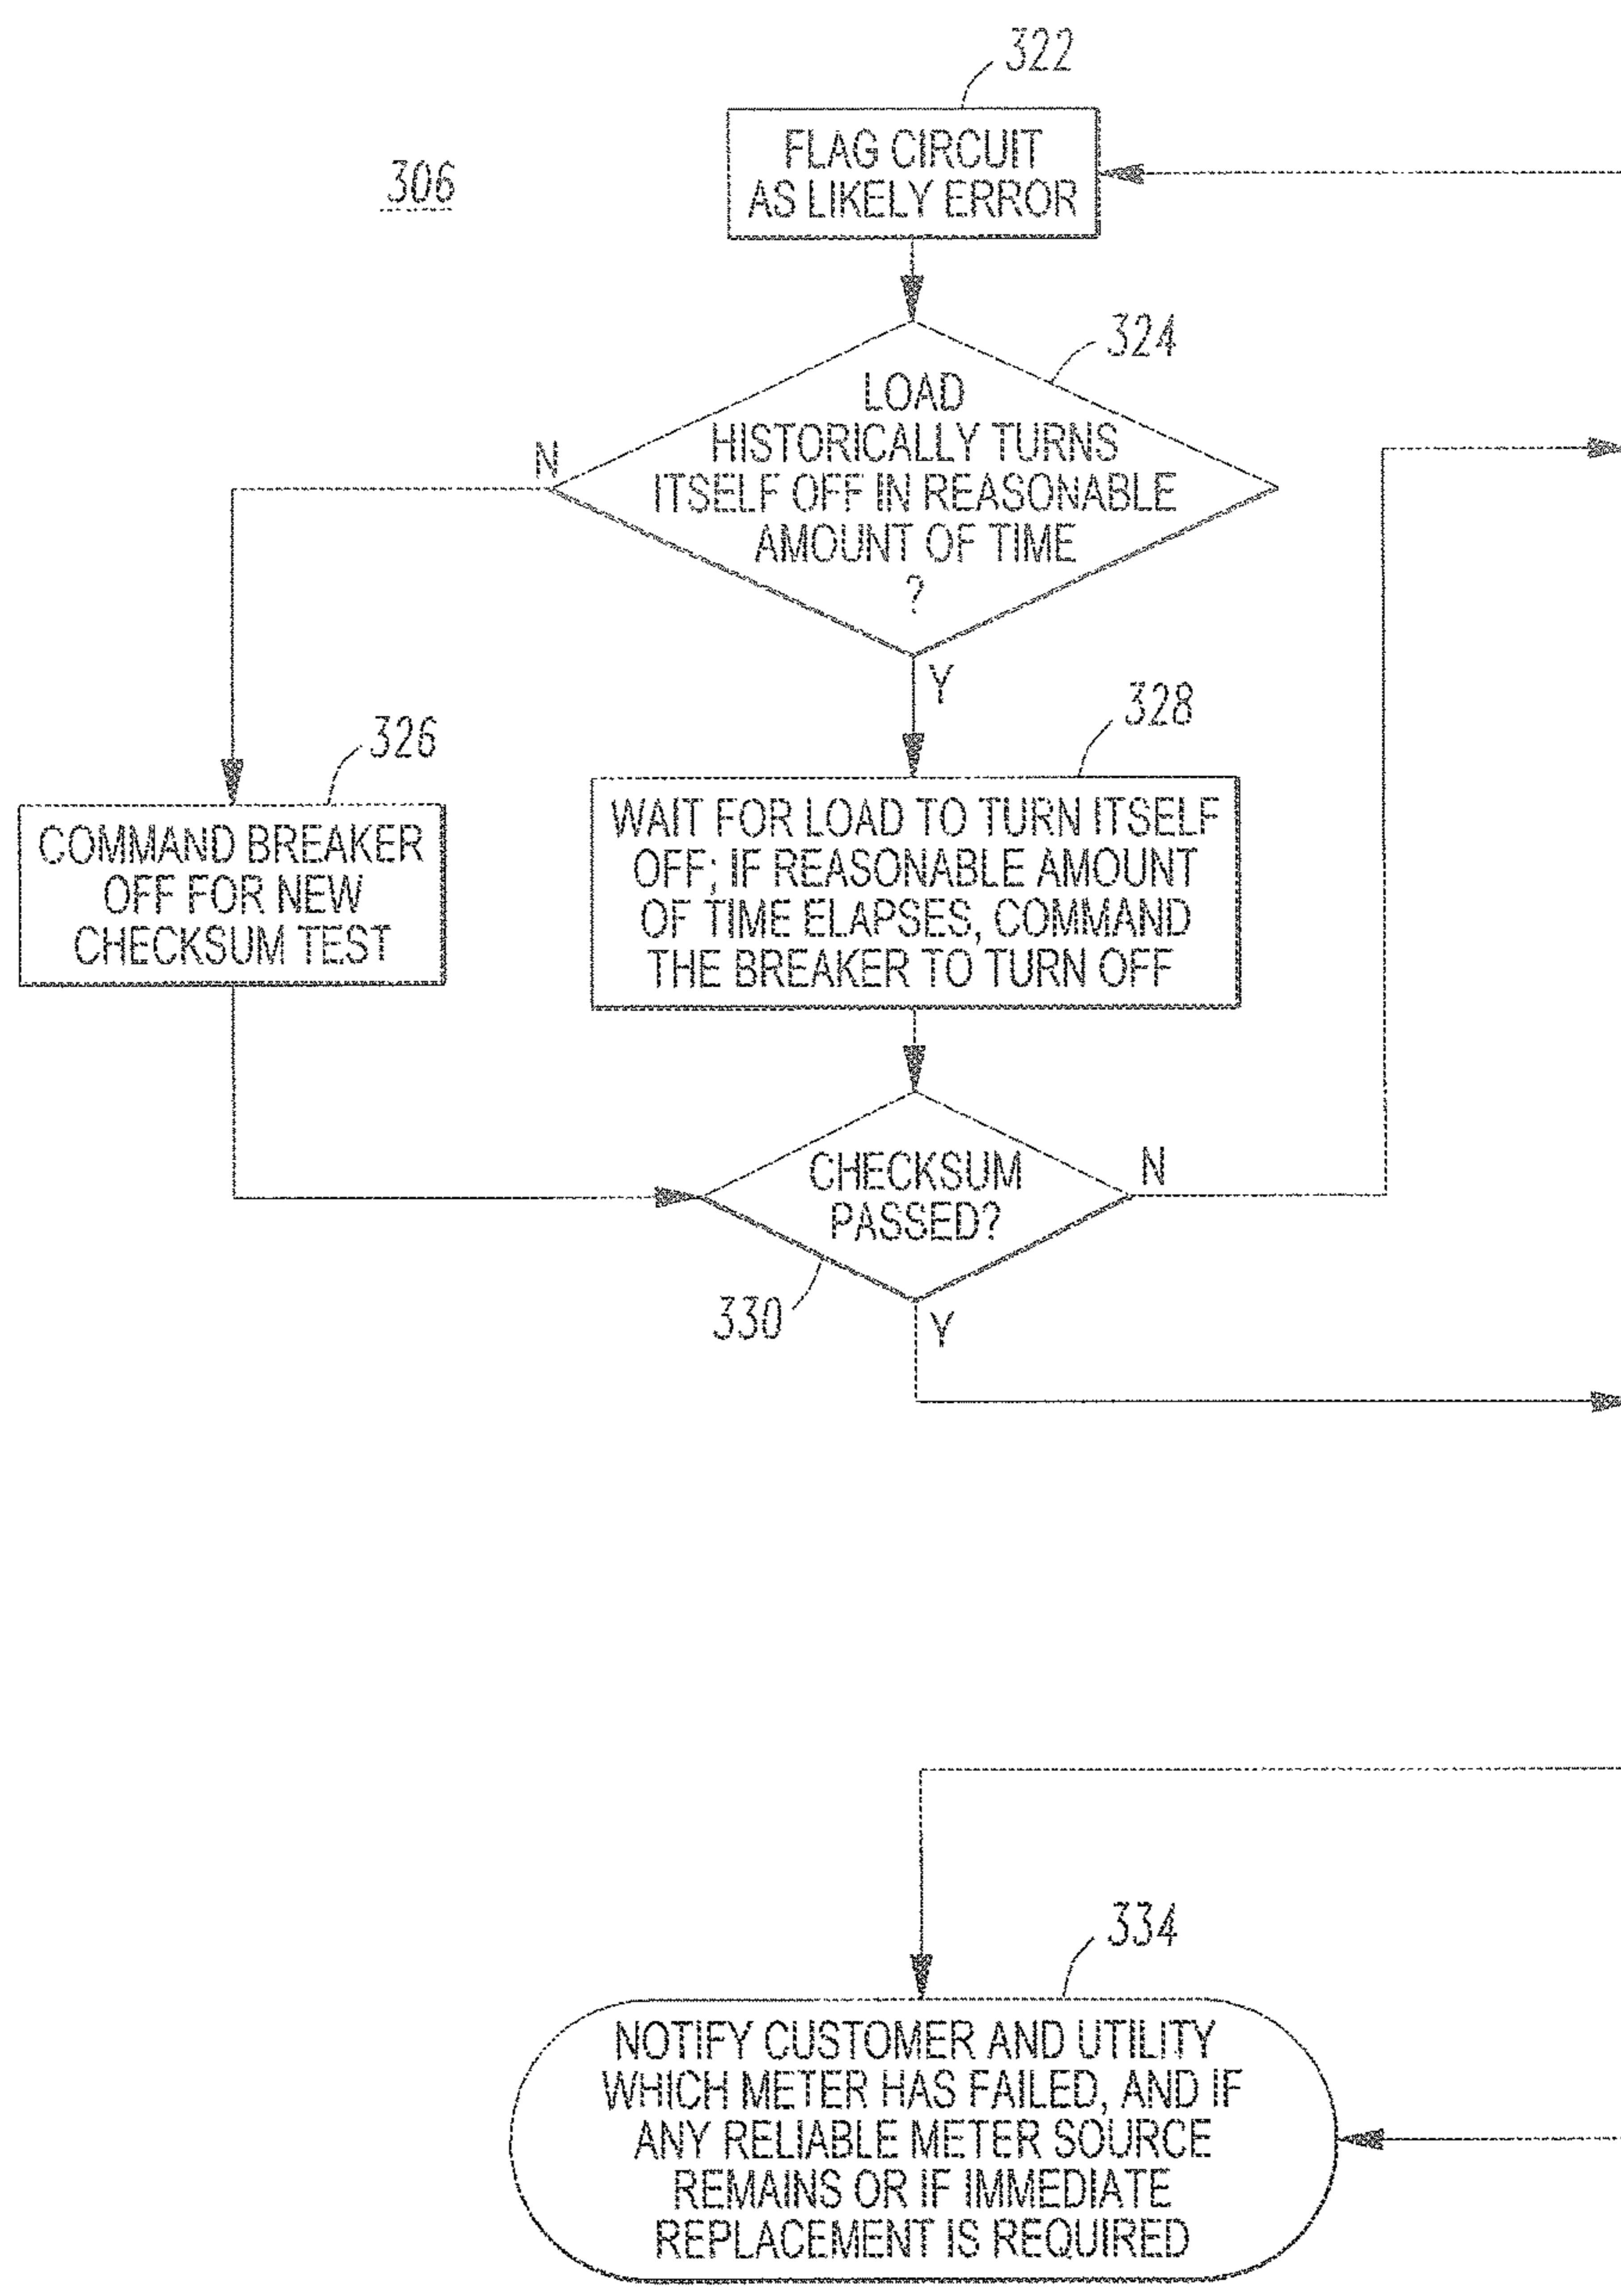 322
FLAG CIRCUIT
AS LIKELY ERROR
306
324
LOAD
HISTORICALLY TURNS
ITSELF OFF IN REASONABLE
AMOUNT OF TIME
?
N
Y
326
COMMAND BREAKER
OFF FOR NEW
CHECKSUM TEST
328
WAIT FOR LOAD TO TURN ITSELF
OFF; IF REASONABLE AMOUNT
OF TIME ELAPSES, COMMAND
THE BREAKER TO TURN OFF
CHECKSUM
PASSED?
N
330
Y
334
NOTIFY CUSTOMER AND UTILITY
WHICH METER HAS FAILED, AND IF
ANY RELIABLE METER SOURCE
REMAINS OR IF IMMEDIATE
REPLACEMENT IS REQUIRED